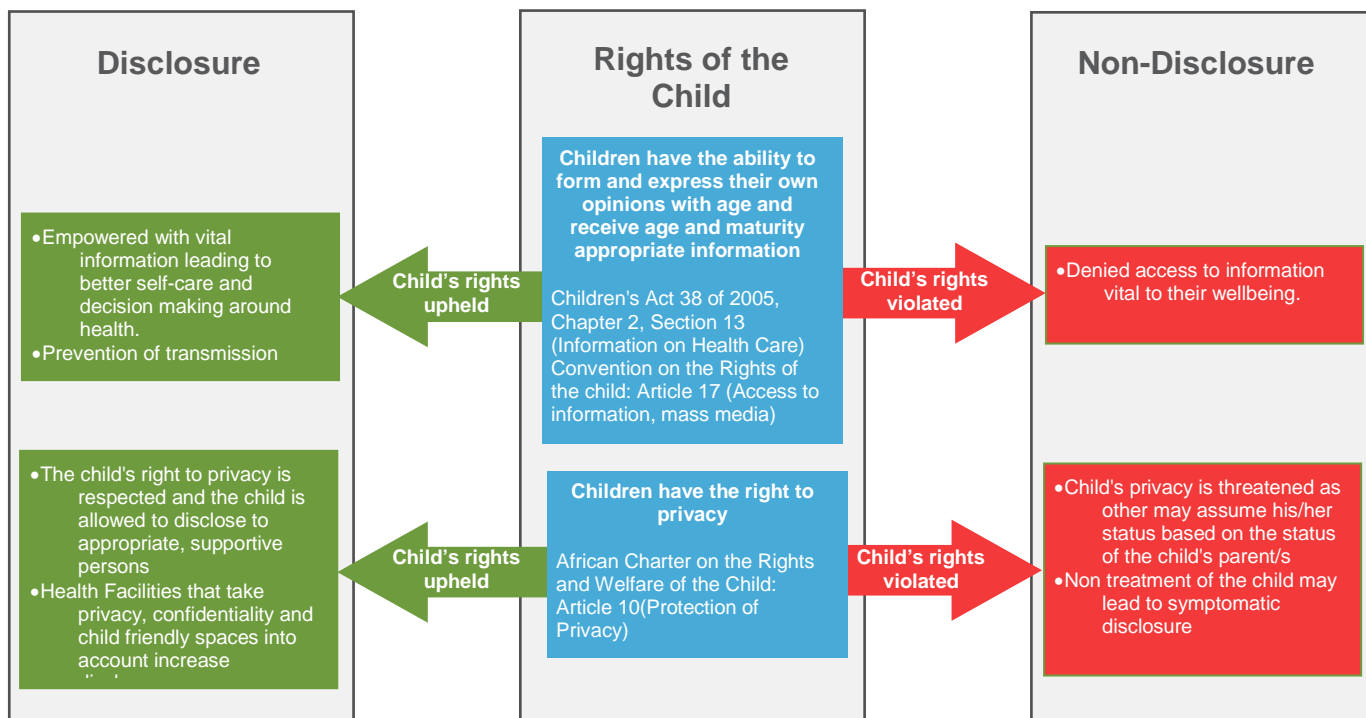 Disclosure
•Empowered with vital
information leading to
better self-care and
decision making around
health.
•Prevention of transmission
•The child's right to privacy is
respected and the child is
allowed to disclose to
appropriate, supportive
persons
•Health Facilities that take
privacy, confidentiality and
child friendly spaces into
account increase
Child's rights
upheld
Child's rights
upheld
Rights of the
Child
Children have the ability to
form and express their own
opinions with age and
receive age and maturity
appropriate information
Children's Act 38 of 2005,
Chapter 2, Section 13
(Information on Health Care)
Convention on the Rights of
the child: Article 17 (Access to
information, mass media)
Children have the right to
privacy
African Charter on the Rights
and Welfare of the Child:
Article 10(Protection of
Privacy)
Child's rights
violated
Child's rights
violated
Non-Disclosure
•Denied access to information
vital to their wellbeing.
•Child's privacy is threatened as
other may assume his/her
status based on the status
of the child's parent/s
•Non treatment of the child may
lead to symptomatic
disclosure